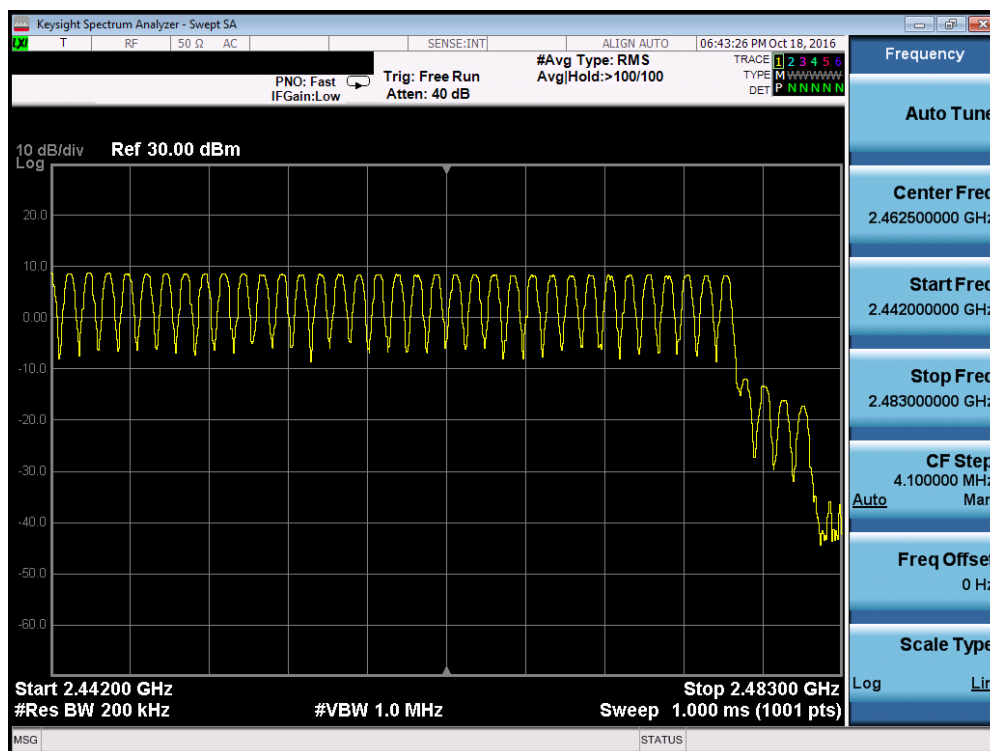 Keysight Spectrum Analyzer - Swept SA
LXI T RF 50 Ω AC SENSE:INT ALIGN AUTO 06:43:26 PM Oct 18, 2016
PNO: Fast
IFGain:Low
Trig: Free Run
Atten: 40 dB
#Avg Type: RMS
Avg|Hold:>100/100
TRACE 1 2 3 4 5 6
TYPE M WWWWW
DET P N N N N N
10 dB/div Ref 30.00 dBm
Log
20.0
10.0
0.00
-10.0
-20.0
-30.0
-40.0
-50.0
-60.0
Start 2.44200 GHz Stop 2.48300 GHz
#Res BW 200 kHz #VBW 1.0 MHz Sweep 1.000 ms (1001 pts)
MSG STATUS
Frequency
Auto Tune
Center Freq
2.462500000 GHz
Start Freq
2.442000000 GHz
Stop Freq
2.483000000 GHz
CF Step
4.100000 MHz
Auto Man
Freq Offset
0 Hz
Scale Type
Log Lin